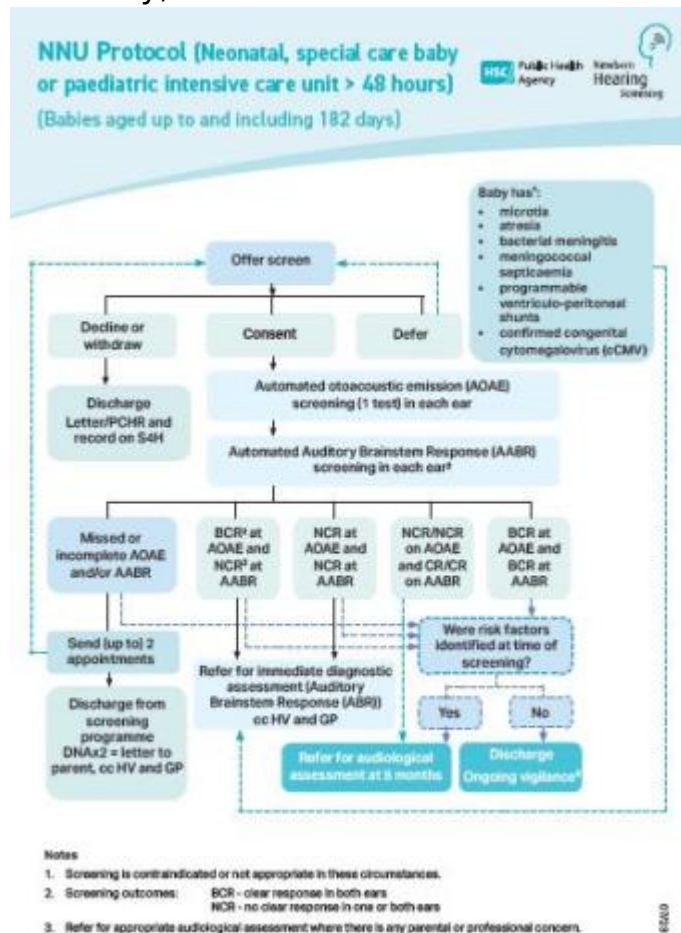 NNU Protocol (Neonatal, special care baby
or paediatric intensive care unit > 48 hours)
(Babies aged up to and including 182 days)
HSC Public Health
Agency
Newborn
Hearing
Screening
Baby has¹:
• microtia
• atresia
• bacterial meningitis
• meningococcal
septicaemia
• programmable
ventriculo-peritoneal
shunts
• confirmed congenital
cytomegalovirus (cCMV)
Offer screen
Decline or
withdraw
Consent
Defer
Discharge
Letter/PCHR and
record on S4H
Automated otoacoustic emission (AOAE)
screening (1 test) in each ear
Automated Auditory Brainstem Response (AABR)
screening in each ear
Missed or
incomplete AOAE
and/or AABR
BCR² at
AOAE and
NCR² at
AABR
NCR at
AOAE and
NCR at
AABR
NCR/NCR
on AOAE
and CR/CR
on AABR
BCR at
AOAE and
BCR at
AABR
Send (up to) 2
appointments
Were risk factors
identified at time of
screening?
Discharge from
screening
programme
DNAx2 = letter to
parent, cc HV and GP
Refer for immediate diagnostic
assessment (Auditory
Brainstem Response (ABR))
cc HV and GP
Yes
No
Refer for audiological
assessment at 8 months
Discharge
Ongoing vigilance³
Notes
1. Screening is contraindicated or not appropriate in these circumstances.
2. Screening outcomes: BCR - clear response in both ears
NCR - no clear response in one or both ears
3. Refer for appropriate audiological assessment where there is any parental or professional concern.